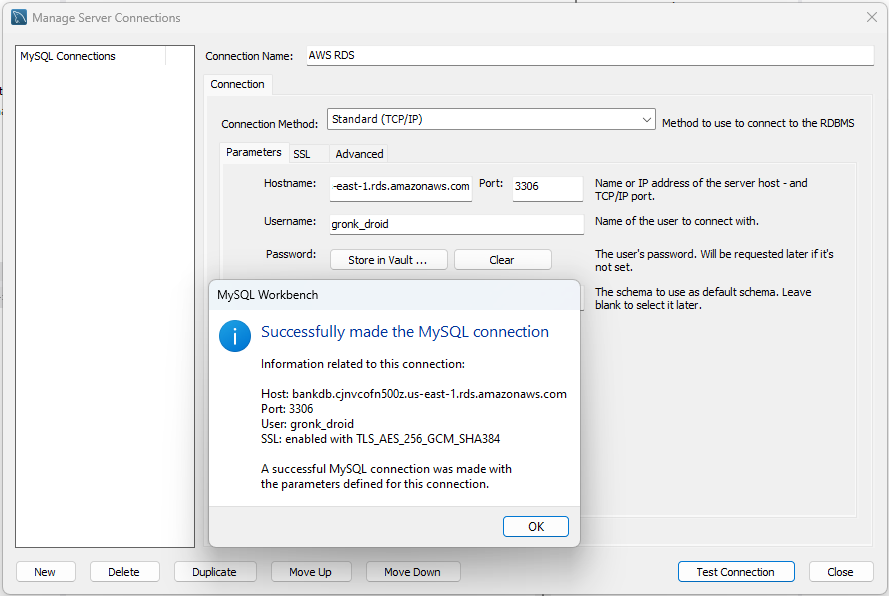 Manage Server Connections
MySQL Connections
Connection Name: AWS RDS
Connection
Connection Method: Standard (TCP/IP) Method to use to connect to the RDBMS
Parameters SSL Advanced
Hostname: -east-1.rds.amazonaws.com Port: 3306 Name or IP address of the server host - and
TCP/IP port.
Username: gronk_droid Name of the user to connect with.
Password: Store in Vault ... Clear The user's password. Will be requested later if it's
not set.
The schema to use as default schema. Leave
blank to select it later.
MySQL Workbench
Successfully made the MySQL connection
Information related to this connection:
Host: bankdb.cjnvcofn500z.us-east-1.rds.amazonaws.com
Port: 3306
User: gronk_droid
SSL: enabled with TLS_AES_256_GCM_SHA384
A successful MySQL connection was made with
the parameters defined for this connection.
OK
New Delete Duplicate Move Up Move Down Test Connection Close